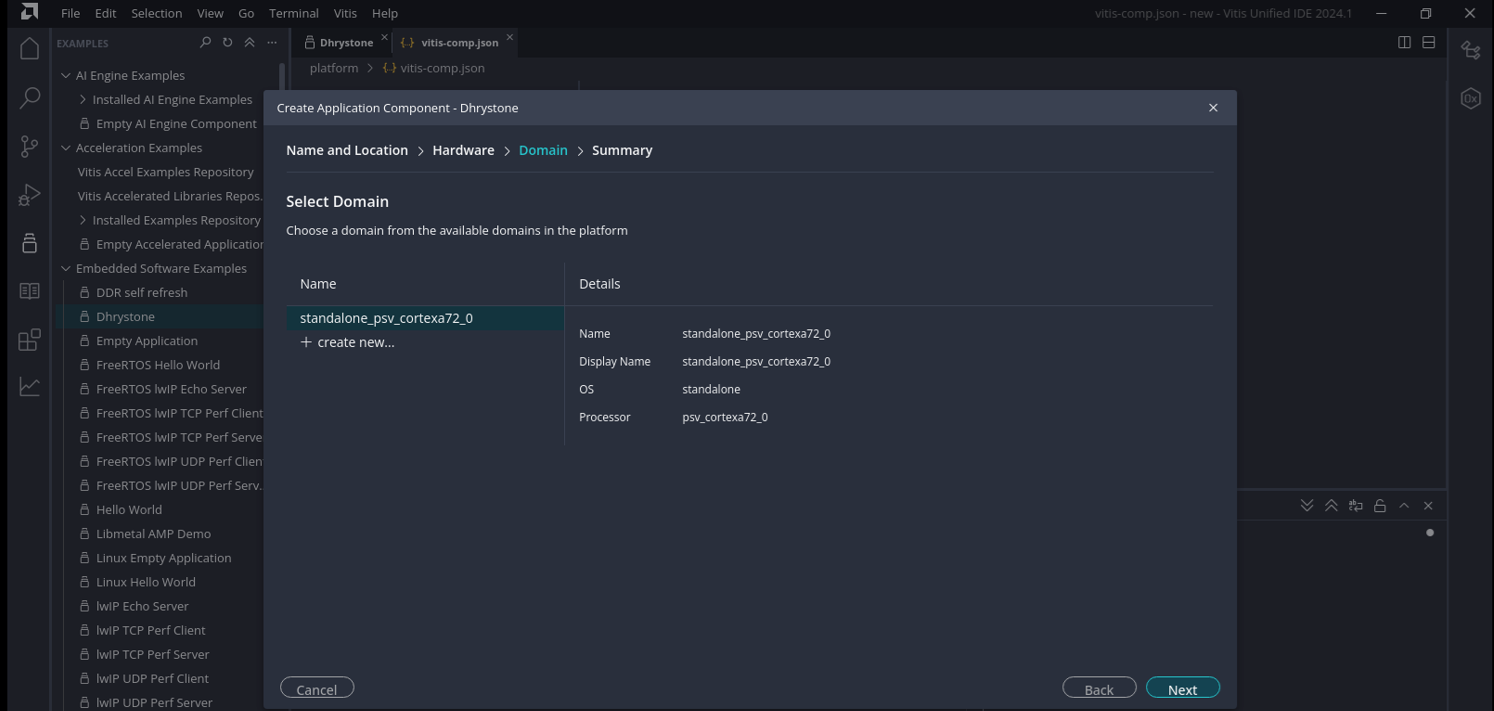 File Edit Selection View Go Terminal Vitis Help
vitis-comp.json - new - Vitis Unified IDE 2024.1
EXAMPLES
Dhrystone
{..} vitis-comp.json
platform > {..} vitis-comp.json
AI Engine Examples
Installed AI Engine Examples
Empty AI Engine Component
Acceleration Examples
Vitis Accel Examples Repository
Vitis Accelerated Libraries Repos...
Installed Examples Repository
Empty Accelerated Application
Embedded Software Examples
DDR self refresh
Dhrystone
Empty Application
FreeRTOS Hello World
FreeRTOS lwIP Echo Server
FreeRTOS lwIP TCP Perf Client
FreeRTOS lwIP TCP Perf Serve
FreeRTOS lwIP UDP Perf Clien
FreeRTOS lwIP UDP Perf Serv...
Hello World
Libmetal AMP Demo
Linux Empty Application
Linux Hello World
lwIP Echo Server
lwIP TCP Perf Client
lwIP TCP Perf Server
lwIP UDP Perf Client
lwIP UDP Perf Server
Create Application Component - Dhrystone
Name and Location > Hardware > Domain > Summary
Select Domain
Choose a domain from the available domains in the platform
Name
standalone_psv_cortexa72_0
+ create new...
Details
Name standalone_psv_cortexa72_0
Display Name standalone_psv_cortexa72_0
OS standalone
Processor psv_cortexa72_0
Cancel
Back
Next
0x